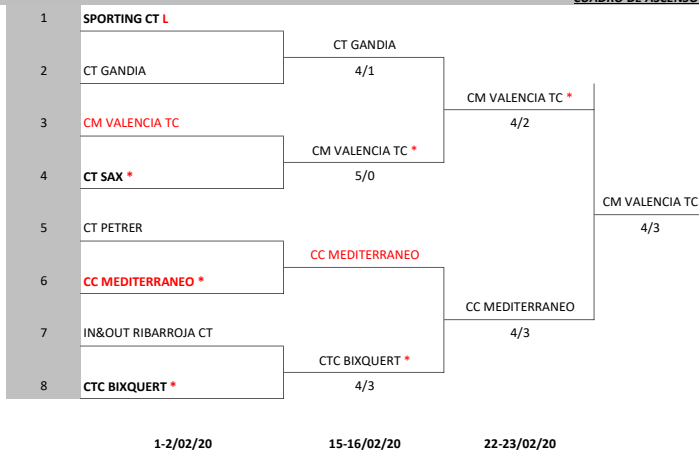 CUADRO DE ASCENSO
1 SPORTING CT L
CT GANDIA
2 CT GANDIA 4/1
CM VALENCIA TC *
3 CM VALENCIA TC 4/2
CM VALENCIA TC *
4 CT SAX * 5/0
CM VALENCIA TC
5 CT PETRER 4/3
CC MEDITERRANEO
6 CC MEDITERRANEO *
CC MEDITERRANEO
7 IN&OUT RIBARROJA CT 4/3
CTC BIXQUERT *
8 CTC BIXQUERT * 4/3
1-2/02/20 15-16/02/20 22-23/02/20